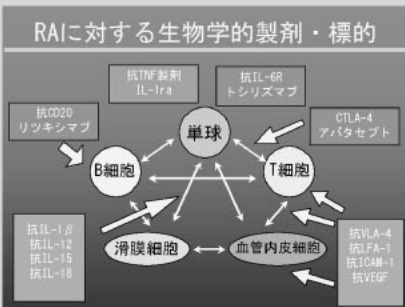 RAに対する生物学的製剤・標的
抗TNF製剤
IL-1ra
抗IL-6R
トシリズマブ
抗CD20
リツキシマブ
CTLA-4
アバタセプト
単球
B細胞
T細胞
滑膜細胞
血管内皮細胞
抗IL-1β
抗IL-12
抗IL-15
抗IL-18
抗VLA-4
抗LFA-1
抗ICAM-1
抗VEGF